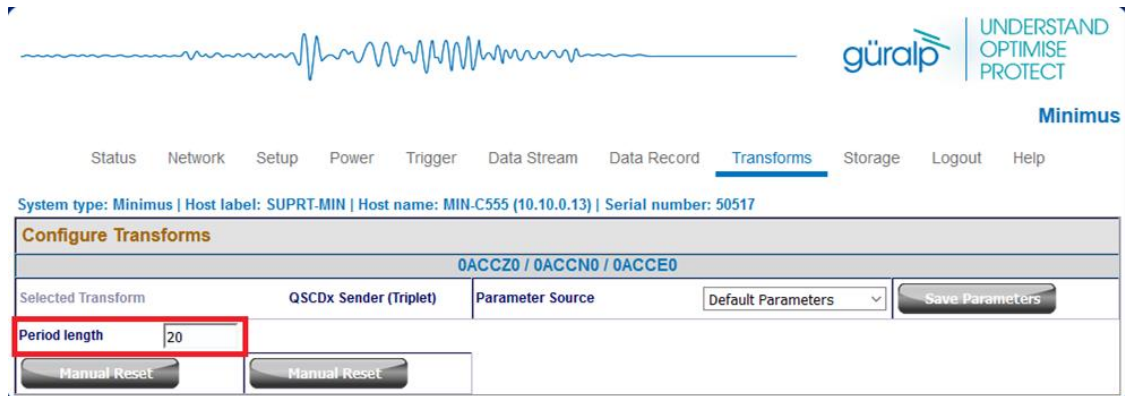 güralp
UNDERSTAND
OPTIMISE
PROTECT
Minimus
Status Network Setup Power Trigger Data Stream Data Record Transforms Storage Logout Help
System type: Minimus | Host label: SUPRT-MIN | Host name: MIN-C555 (10.10.0.13) | Serial number: 50517
Configure Transforms
0ACCZ0 / 0ACCN0 / 0ACCE0
Selected Transform QSCDx Sender (Triplet) Parameter Source Default Parameters Save Parameters
Period length 20
Manual Reset Manual Reset